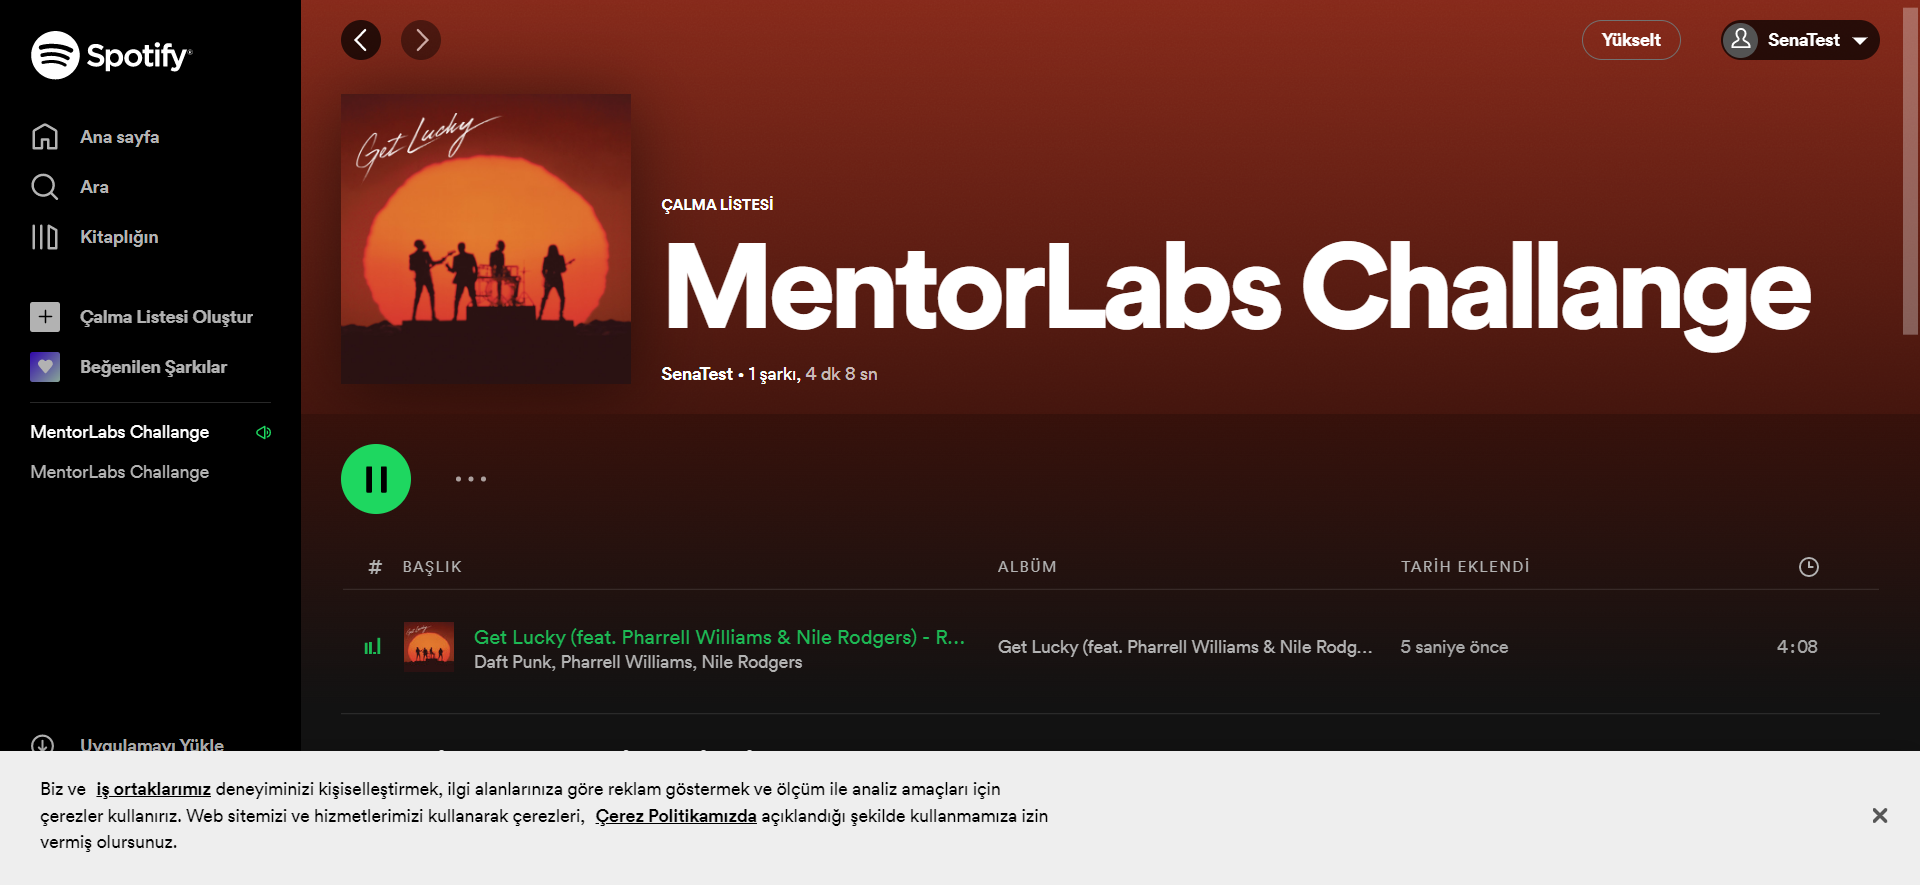 Spotify
Ana sayfa
Ara
Kitaplığın
Çalma Listesi Oluştur
Beğenilen Şarkılar
MentorLabs Challange
MentorLabs Challange
Uygulamayı Yükle
Yükselt
SenaTest
Get Lucky
ÇALMA LİSTESİ
MentorLabs Challange
SenaTest • 1 şarkı, 4 dk 8 sn
# BAŞLIK ALBÜM TARİH EKLENDİ
Get Lucky (feat. Pharrell Williams & Nile Rodgers) - R...
Daft Punk, Pharrell Williams, Nile Rodgers
Get Lucky (feat. Pharrell Williams & Nile Rodg...
5 saniye önce
4:08
Biz ve iş ortaklarımız deneyiminizi kişiselleştirmek, ilgi alanlarınıza göre reklam göstermek ve ölçüm ile analiz amaçları için
çerezler kullanırız. Web sitemizi ve hizmetlerimizi kullanarak çerezleri, Çerez Politikamızda açıklandığı şekilde kullanmamıza izin
vermiş olursunuz.